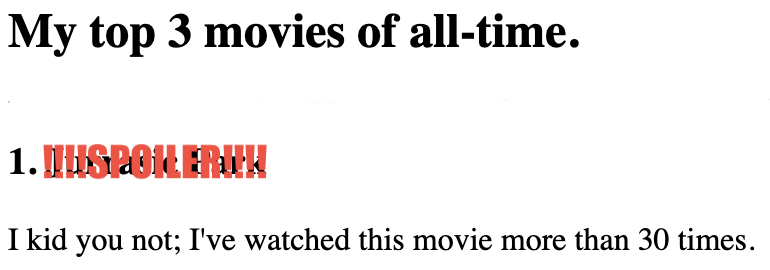 My top 3 movies of all-time.
1. !!!!SPOILER!!!!
I kid you not; I've watched this movie more than 30 times.